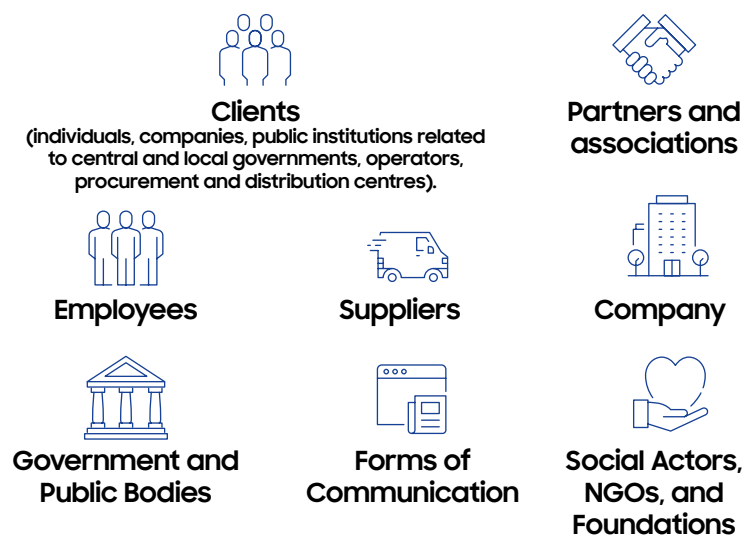 Clients
(individuals, companies, public institutions related
to central and local governments, operators,
procurement and distribution centres).
Partners and
associations
Employees
Suppliers
Company
Government and
Public Bodies
Forms of
Communication
Social Actors,
NGOs, and
Foundations